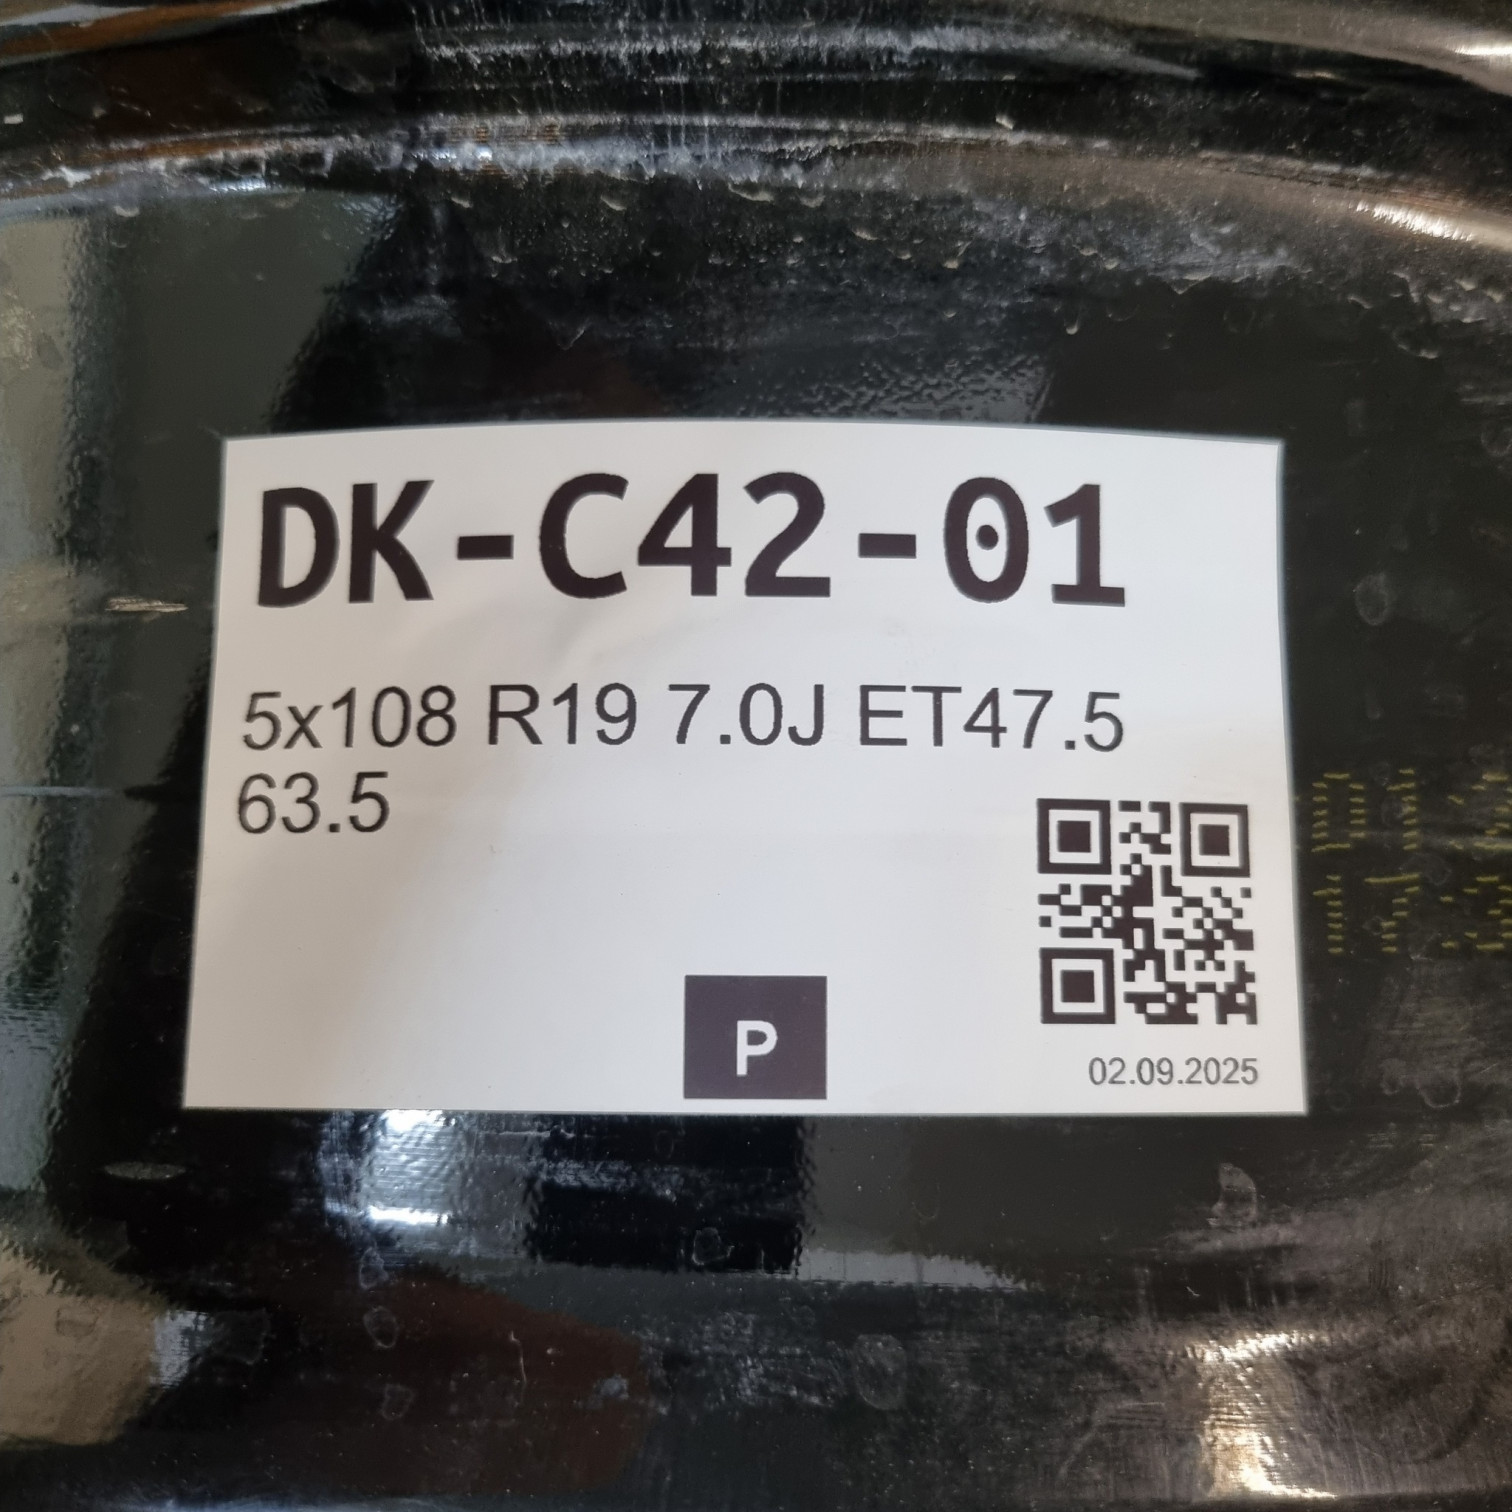 DK-C42-01
5x108 R19 7.0J ET47.5
63.5
P
02.09.2025